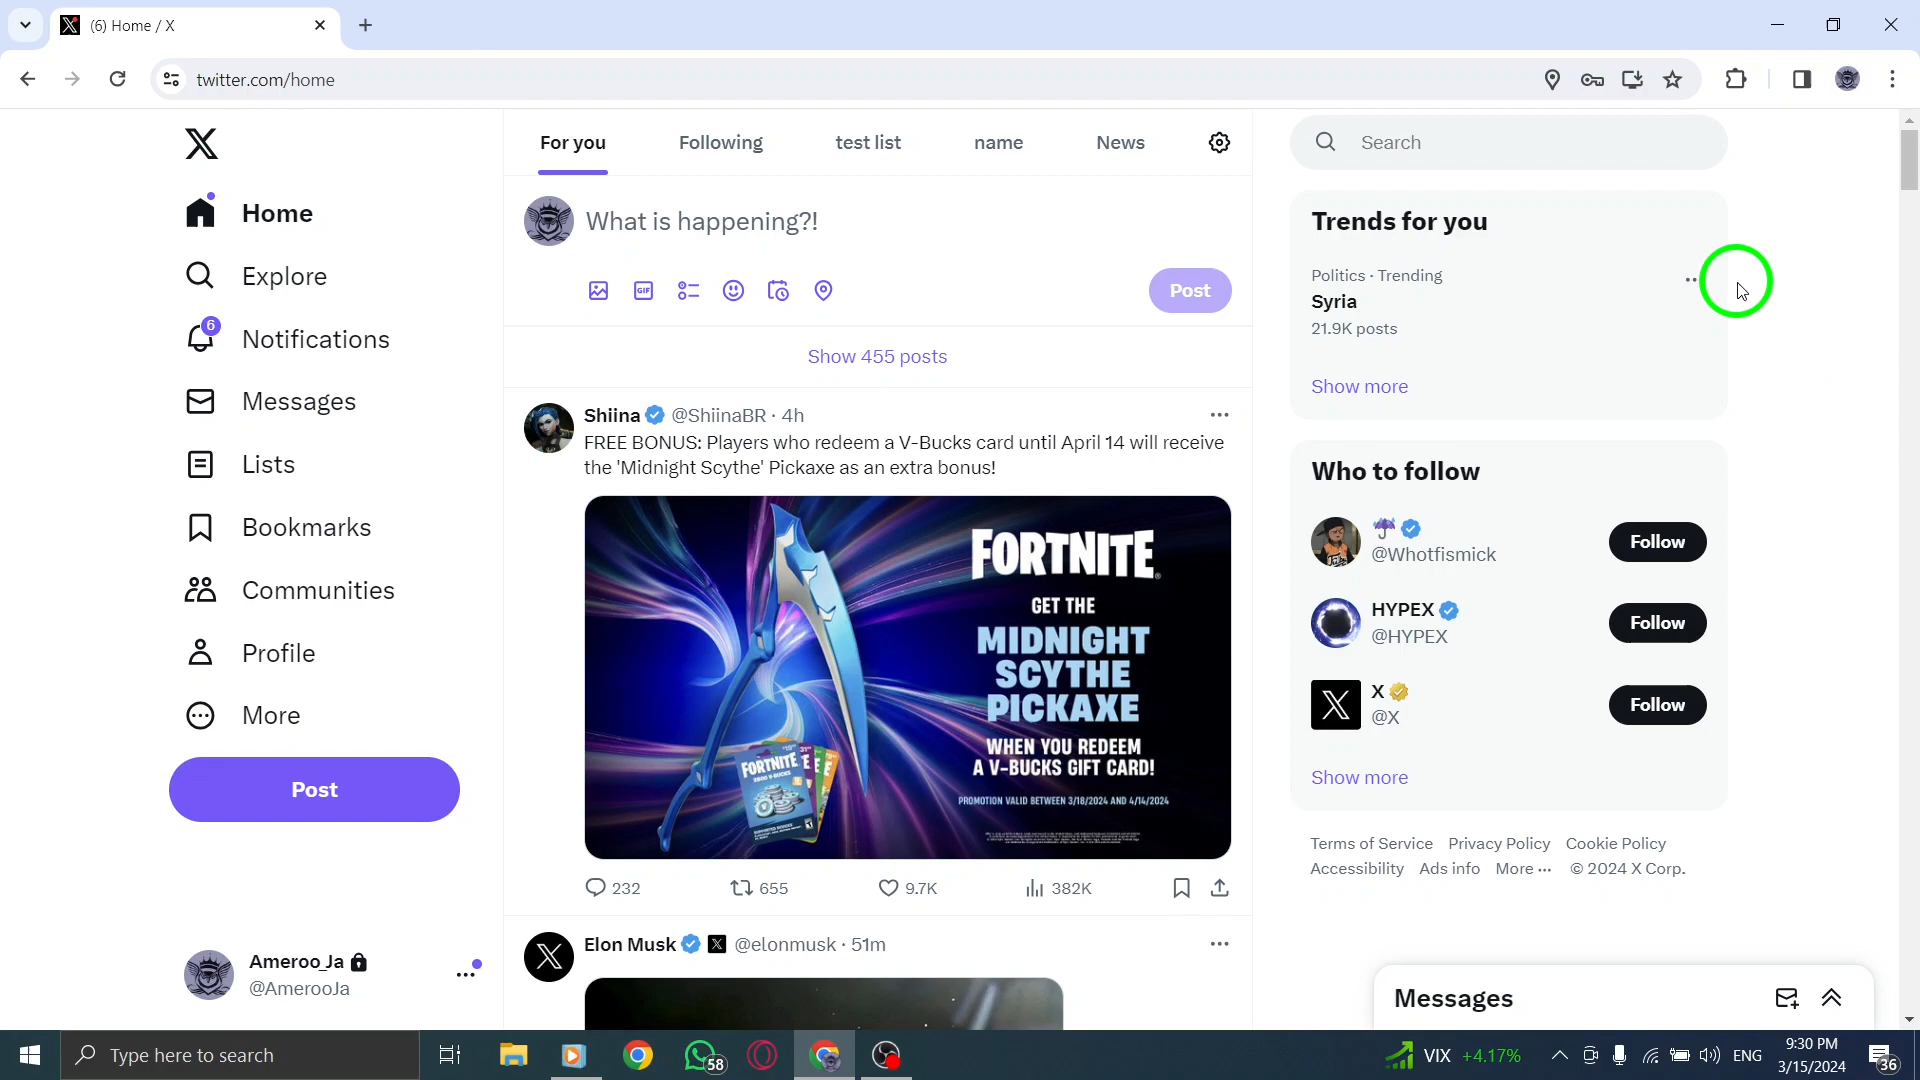 (6) Home / X
twitter.com/home
For you
Following
test list
name
News
Search
Home
Explore
6
Notifications
Messages
Lists
Bookmarks
Communities
Profile
More
Post
Ameroo_Ja
@AmerooJa
What is happening?!
GIF
Post
Show 455 posts
Shiina @ShiinaBR · 4h
FREE BONUS: Players who redeem a V-Bucks card until April 14 will receive
the 'Midnight Scythe' Pickaxe as an extra bonus!
FORTNITE
GET THE
MIDNIGHT
SCYTHE
PICKAXE
WHEN YOU REDEEM
A V-BUCKS GIFT CARD!
PROMOTION VALID BETWEEN 3/18/2024 AND 4/14/2024
FORTNITE
232
655
9.7K
382K
Elon Musk @elonmusk · 51m
Trends for you
Politics · Trending
Syria
21.9K posts
Show more
Who to follow
@Whotfismick
Follow
HYPEX
@HYPEX
Follow
X
@X
Follow
Show more
Terms of Service Privacy Policy Cookie Policy
Accessibility Ads info More ··· © 2024 X Corp.
Messages
Type here to search
58
VIX +4.17%
ENG
9:30 PM
3/15/2024
36